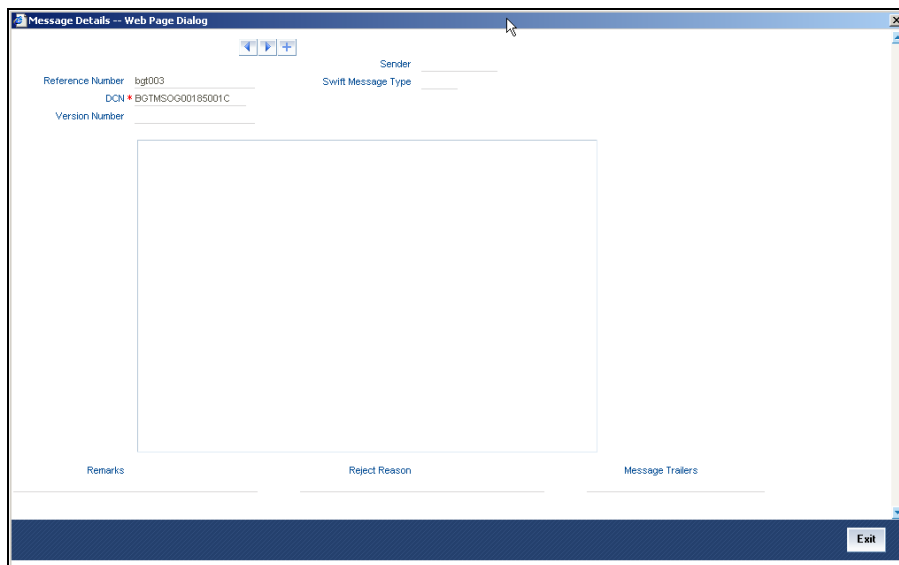 Message Details -- Web Page Dialog
Sender
Reference Number bgt003
Swift Message Type
DCN * BGTMSOG00185001C
Version Number
Remarks
Reject Reason
Message Trailers
Exit